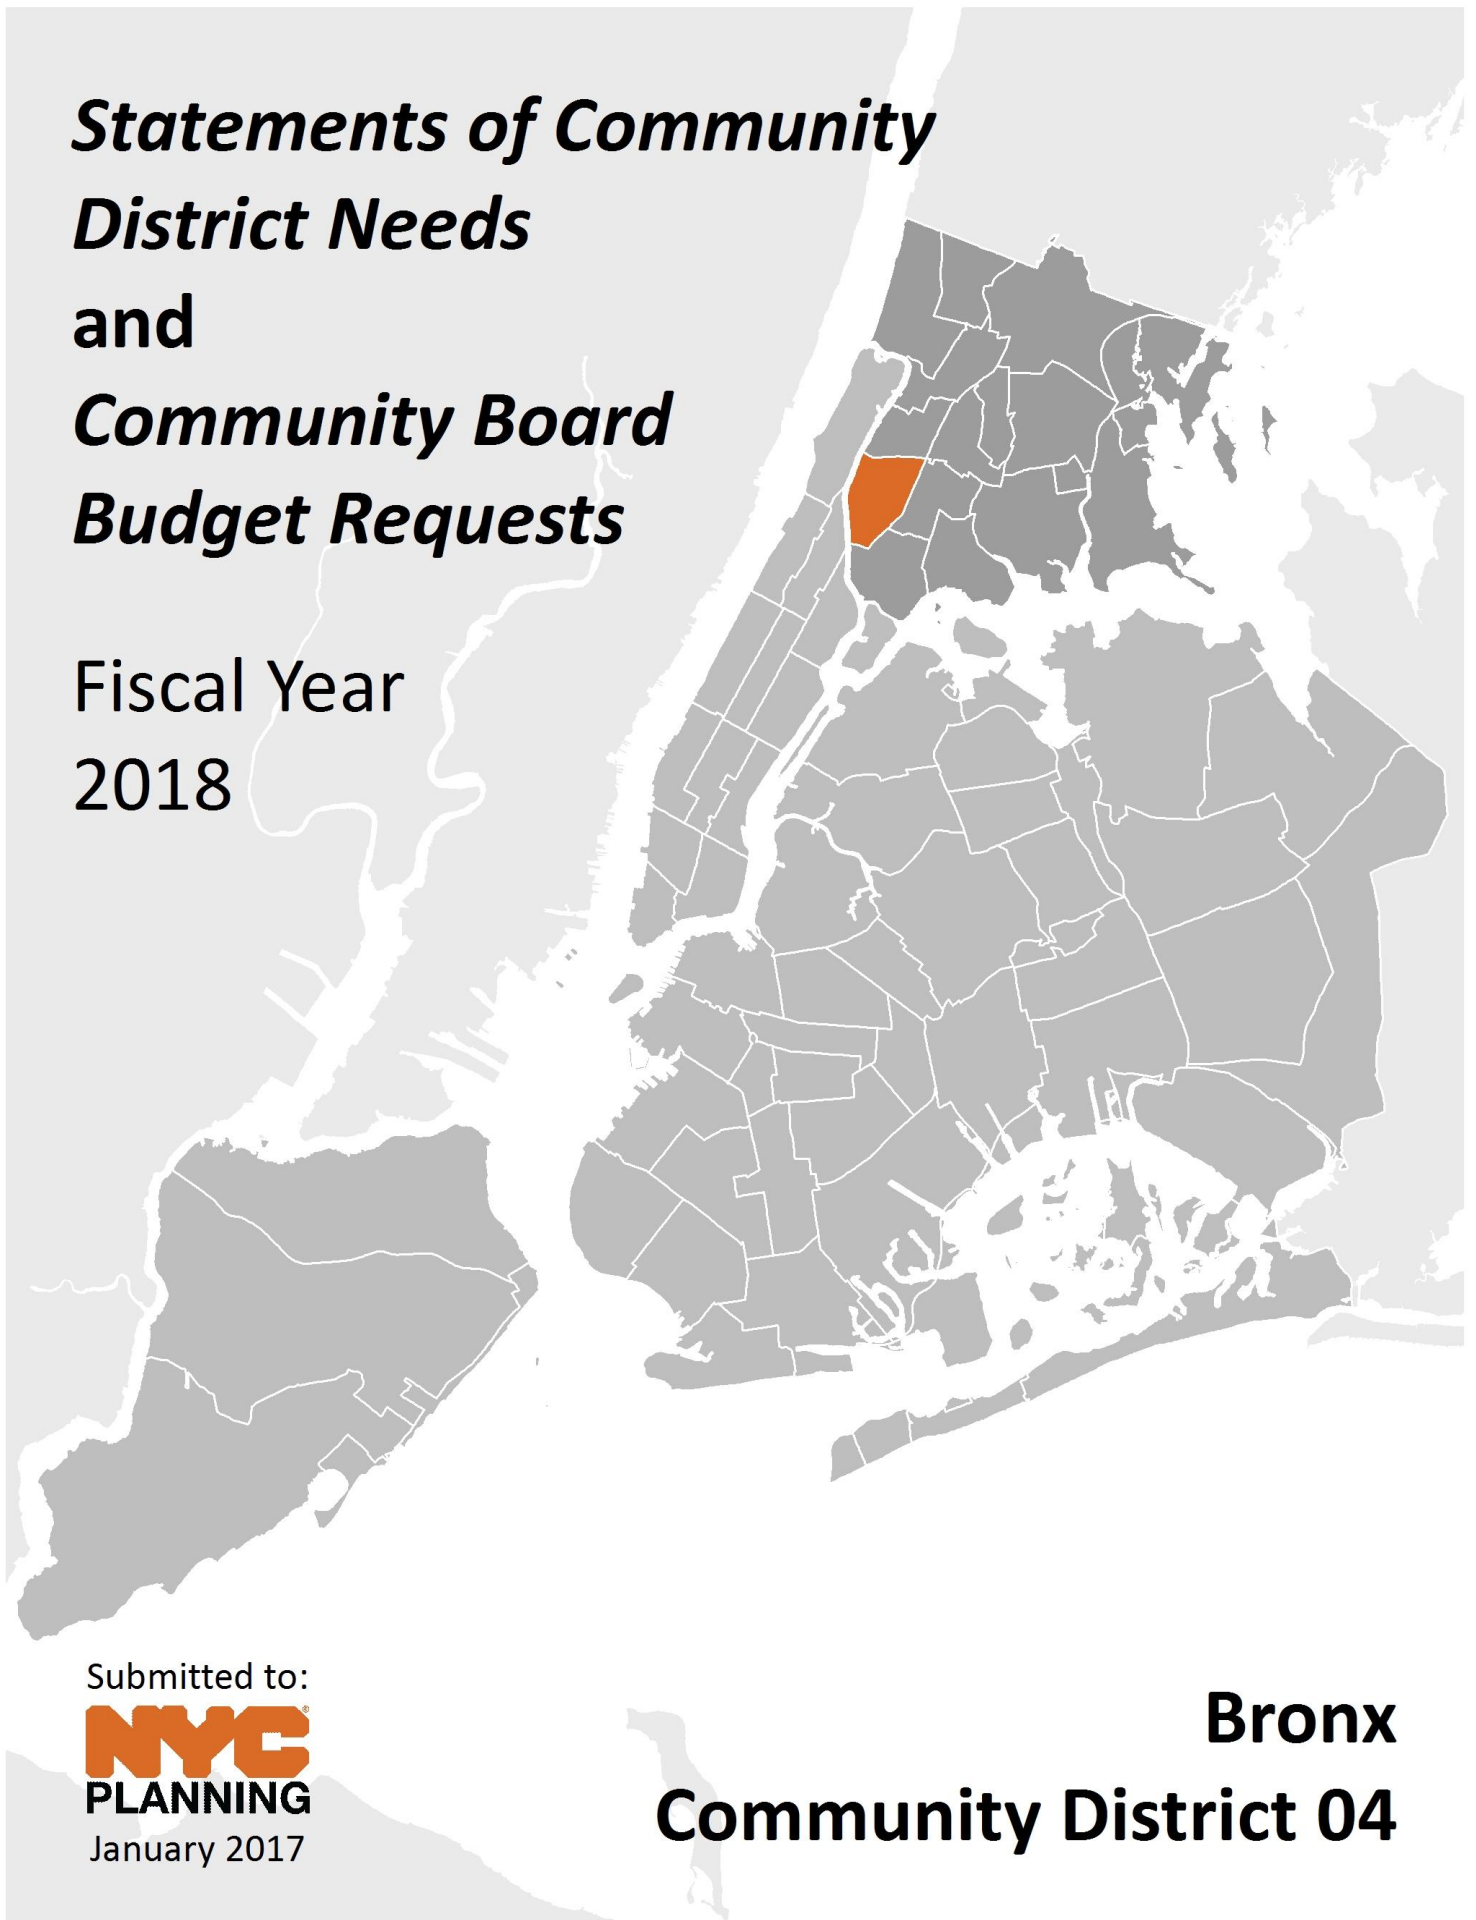 Statements of Community
District Needs
and
Community Board
Budget Requests
Fiscal Year
2018
Submitted to:
NYC®
PLANNING
January 2017
Bronx
Community District 04